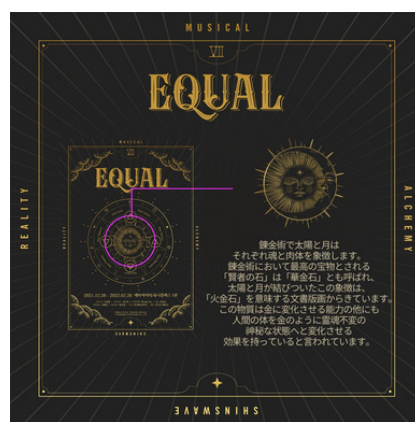 MUSICAL
VII
EQUAL
REALITY
ALCHEMY
MUSICAL
VII
EQUAL
錬金術で太陽と月は
それぞれ魂と肉体を象徴します。
錬金術において最高の宝物とされる
「賢者の石」は「華金石」とも呼ばれ、
太陽と月が結びついたこの象徴は、
「火金石」を意味する文書版画からきています。
この物質は金に変化させる能力の他にも
人間の体を金のように霊魂不変の
神秘な状態へと変化させる
効果を持っていると言われています。
SHINSWAVE